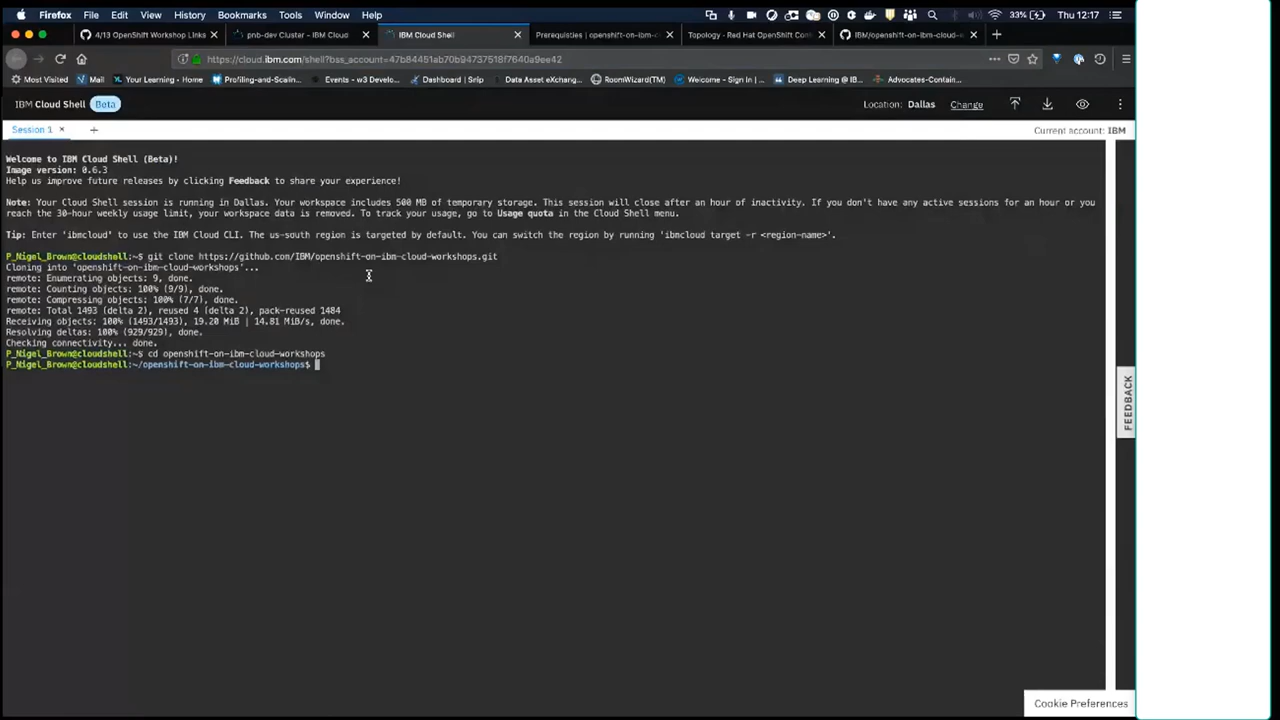 Firefox File Edit View History Bookmarks Tools Window Help 33% Thu 12:17
4/13 OpenShift Workshop Links pnb-dev Cluster - IBM Cloud IBM Cloud Shell Prerequisties | openshift-on-ibm-c Topology - Red Hat OpenShift Con IBM/openshift-on-ibm-cloud-w
https://cloud.ibm.com/shell?bss_account=47b84451ab70b94737518f7640a9ee42
Most Visited Mail Your Learning - Home Profiling-and-Scalin... Events - w3 Develo... Dashboard | Snip Data Asset eXchang... RoomWizard(TM) Welcome - Sign in |... Deep Learning @ IB... Advocates-Contain...
IBM Cloud Shell Beta Location: Dallas Change
Session 1 Current account: IBM
Welcome to IBM Cloud Shell (Beta)!
Image version: 0.6.3
Help us improve future releases by clicking Feedback to share your experience!
Note: Your Cloud Shell session is running in Dallas. Your workspace includes 500 MB of temporary storage. This session will close after an hour of inactivity. If you don't have any active sessions for an hour or you
reach the 30-hour weekly usage limit, your workspace data is removed. To track your usage, go to Usage quota in the Cloud Shell menu.
Tip: Enter 'ibmcloud' to use the IBM Cloud CLI. The us-south region is targeted by default. You can switch the region by running 'ibmcloud target -r <region-name>'.
P_Nigel_Brown@cloudshell:~$ git clone https://github.com/IBM/openshift-on-ibm-cloud-workshops.git
Cloning into 'openshift-on-ibm-cloud-workshops'...
remote: Enumerating objects: 9, done.
remote: Counting objects: 100% (9/9), done.
remote: Compressing objects: 100% (7/7), done.
remote: Total 1493 (delta 2), reused 4 (delta 2), pack-reused 1484
Receiving objects: 100% (1493/1493), 19.20 MiB | 14.81 MiB/s, done.
Resolving deltas: 100% (929/929), done.
Checking connectivity... done.
P_Nigel_Brown@cloudshell:~$ cd openshift-on-ibm-cloud-workshops
P_Nigel_Brown@cloudshell:~/openshift-on-ibm-cloud-workshops$
FEEDBACK
Cookie Preferences